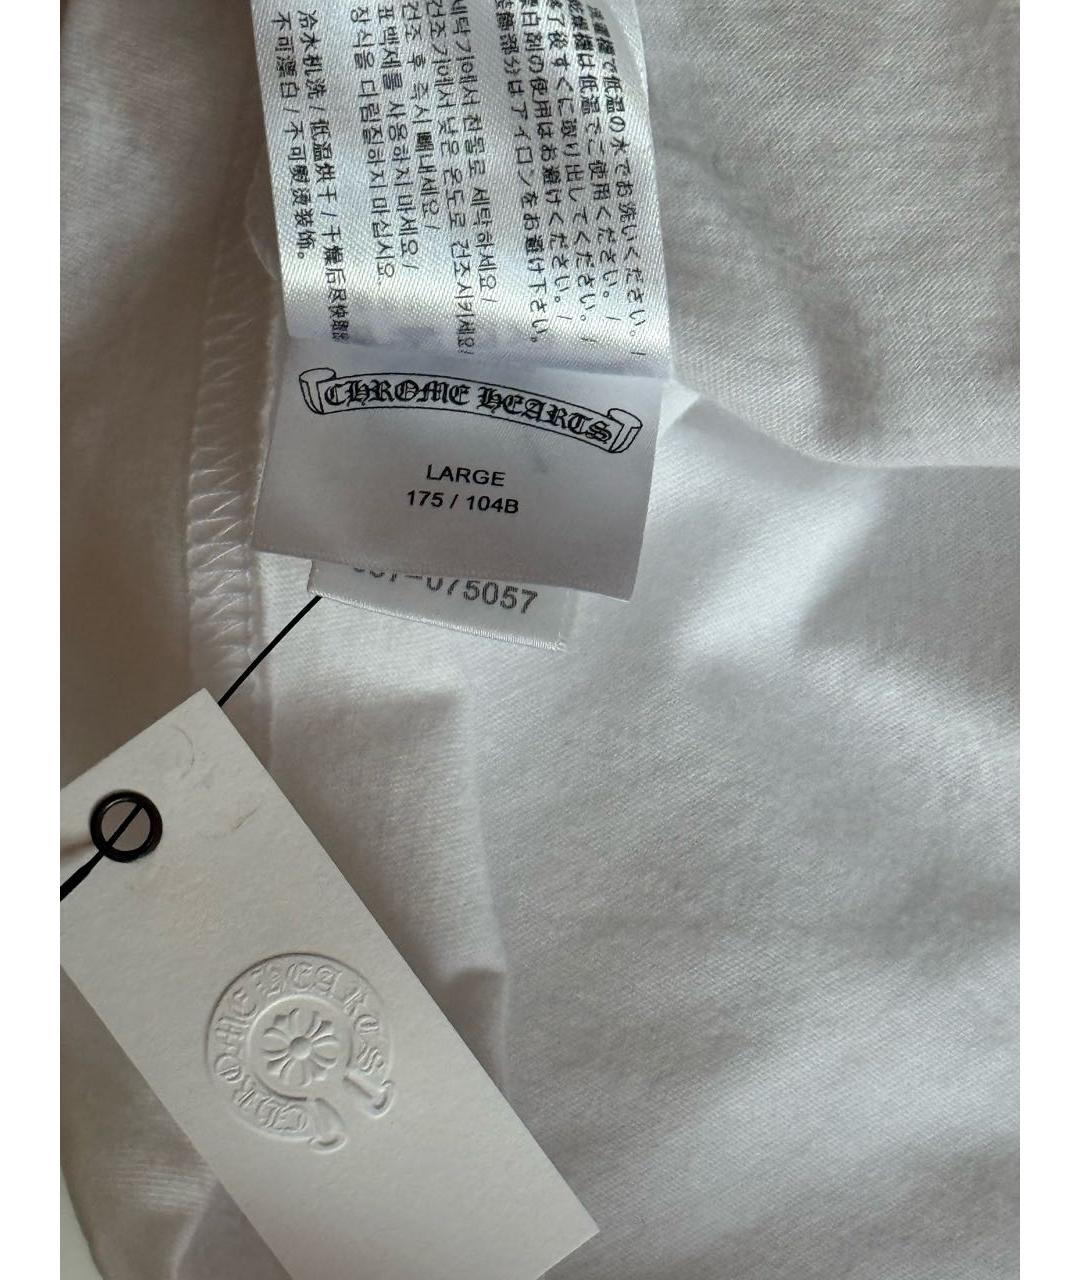 洗濯機で低温の水でお洗いください。/
乾燥機は低温でご使用ください。/
終了後すぐに取り出してください。/
漂白剤の使用はお避けください。/
装飾部分はアイロンをお避け下さい。
세탁기에서 찬물로 세탁하세요/
건조기에서 낮은 온도로 건조시키세요/
건조 후 즉시 빼내세요/
표백제를 사용하지 마세요/
장식을 다림질하지 마십시오.
冷水机洗/低温烘干/干燥后尽快取出
不可漂白/不可熨烫装饰。
CHROME HEARTS
LARGE
175 / 104B
-075057
CHROME HEARTS